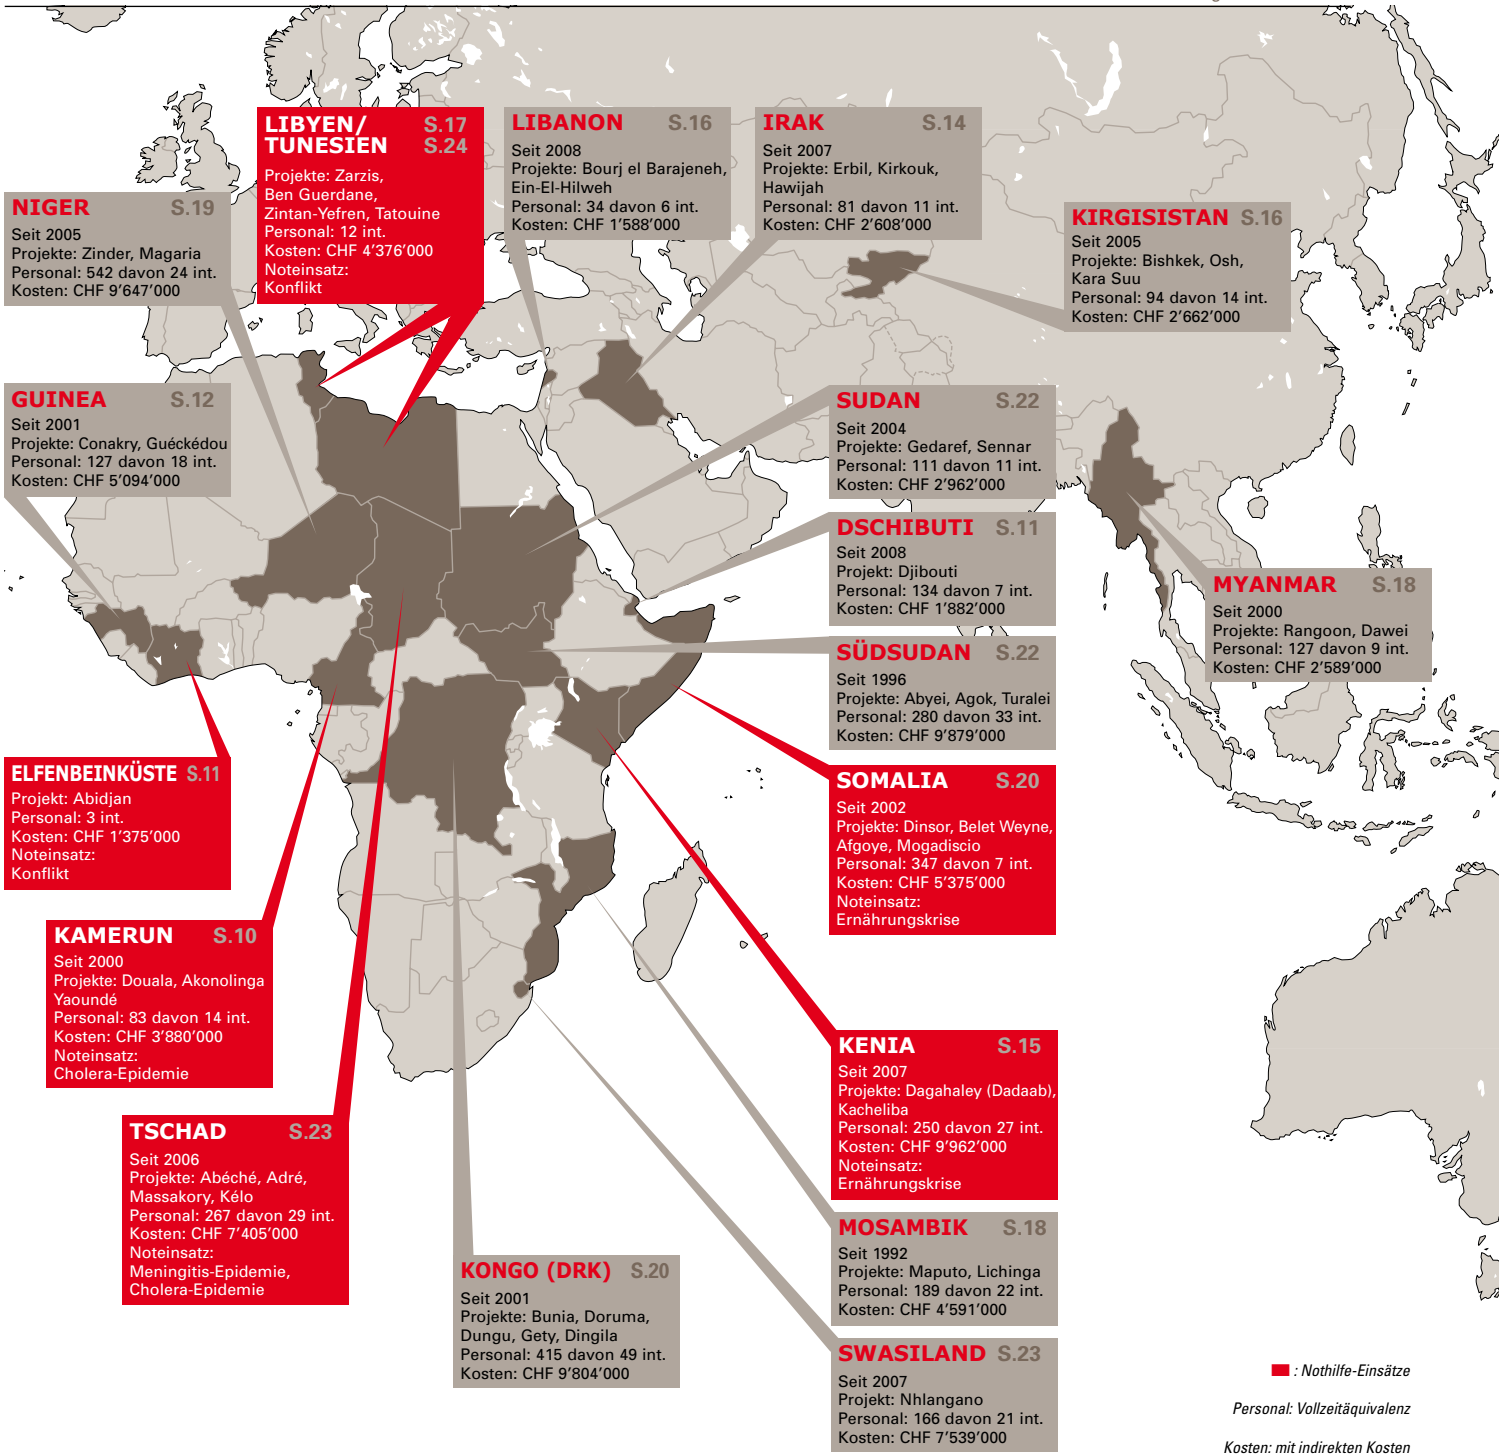 LIBYEN/ S.17
TUNESIEN S.24
Projekte: Zarzis,
Ben Guerdane,
Zintan-Yefren, Tatouine
Personal: 12 int.
Kosten: CHF 4’376’000
Noteinsatz:
Konflikt
LIBANON S.16
Seit 2008
Projekte: Bourj el Barajeneh,
Ein-El-Hilweh
Personal: 34 davon 6 int.
Kosten: CHF 1’588’000
IRAK S.14
Seit 2007
Projekte: Erbil, Kirkouk,
Hawijah
Personal: 81 davon 11 int.
Kosten: CHF 2’608’000
NIGER S.19
Seit 2005
Projekte: Zinder, Magaria
Personal: 542 davon 24 int.
Kosten: CHF 9’647’000
KIRGISISTAN S.16
Seit 2005
Projekte: Bishkek, Osh,
Kara Suu
Personal: 94 davon 14 int.
Kosten: CHF 2’662’000
GUINEA S.12
Seit 2001
Projekte: Conakry, Guéckédou
Personal: 127 davon 18 int.
Kosten: CHF 5’094’000
SUDAN S.22
Seit 2004
Projekte: Gedaref, Sennar
Personal: 111 davon 11 int.
Kosten: CHF 2’962’000
DSCHIBUTI S.11
Seit 2008
Projekt: Djibouti
Personal: 134 davon 7 int.
Kosten: CHF 1’882’000
MYANMAR S.18
Seit 2000
Projekte: Rangoon, Dawei
Personal: 127 davon 9 int.
Kosten: CHF 2’589’000
SÜDSUDAN S.22
Seit 1996
Projekte: Abyei, Agok, Turalei
Personal: 280 davon 33 int.
Kosten: CHF 9’879’000
ELFENBEINKÜSTE S.11
Projekt: Abidjan
Personal: 3 int.
Kosten: CHF 1’375’000
Noteinsatz:
Konflikt
SOMALIA S.20
Seit 2002
Projekte: Dinsor, Belet Weyne,
Afgoye, Mogadiscio
Personal: 347 davon 7 int.
Kosten: CHF 5’375’000
Noteinsatz:
Ernährungskrise
KAMERUN S.10
Seit 2000
Projekte: Douala, Akonolinga
Yaoundé
Personal: 83 davon 14 int.
Kosten: CHF 3’880’000
Noteinsatz:
Cholera-Epidemie
KENIA S.15
Seit 2007
Projekte: Dagahaley (Dadaab),
Kacheliba
Personal: 250 davon 27 int.
Kosten: CHF 9’962’000
Noteinsatz:
Ernährungskrise
TSCHAD S.23
Seit 2006
Projekte: Abéché, Adré,
Massakory, Kélo
Personal: 267 davon 29 int.
Kosten: CHF 7’405’000
Noteinsatz:
Meningitis-Epidemie,
Cholera-Epidemie
MOSAMBIK S.18
Seit 1992
Projekte: Maputo, Lichinga
Personal: 189 davon 22 int.
Kosten: CHF 4’591’000
KONGO (DRK) S.20
Seit 2001
Projekte: Bunia, Doruma,
Dungu, Gety, Dingila
Personal: 415 davon 49 int.
Kosten: CHF 9’804’000
SWASILAND S.23
Seit 2007
Projekt: Nhlangano
Personal: 166 davon 21 int.
Kosten: CHF 7’539’000
: Nothilfe-Einsätze
Personal: Vollzeitäquivalenz
Kosten: mit indirekten Kosten